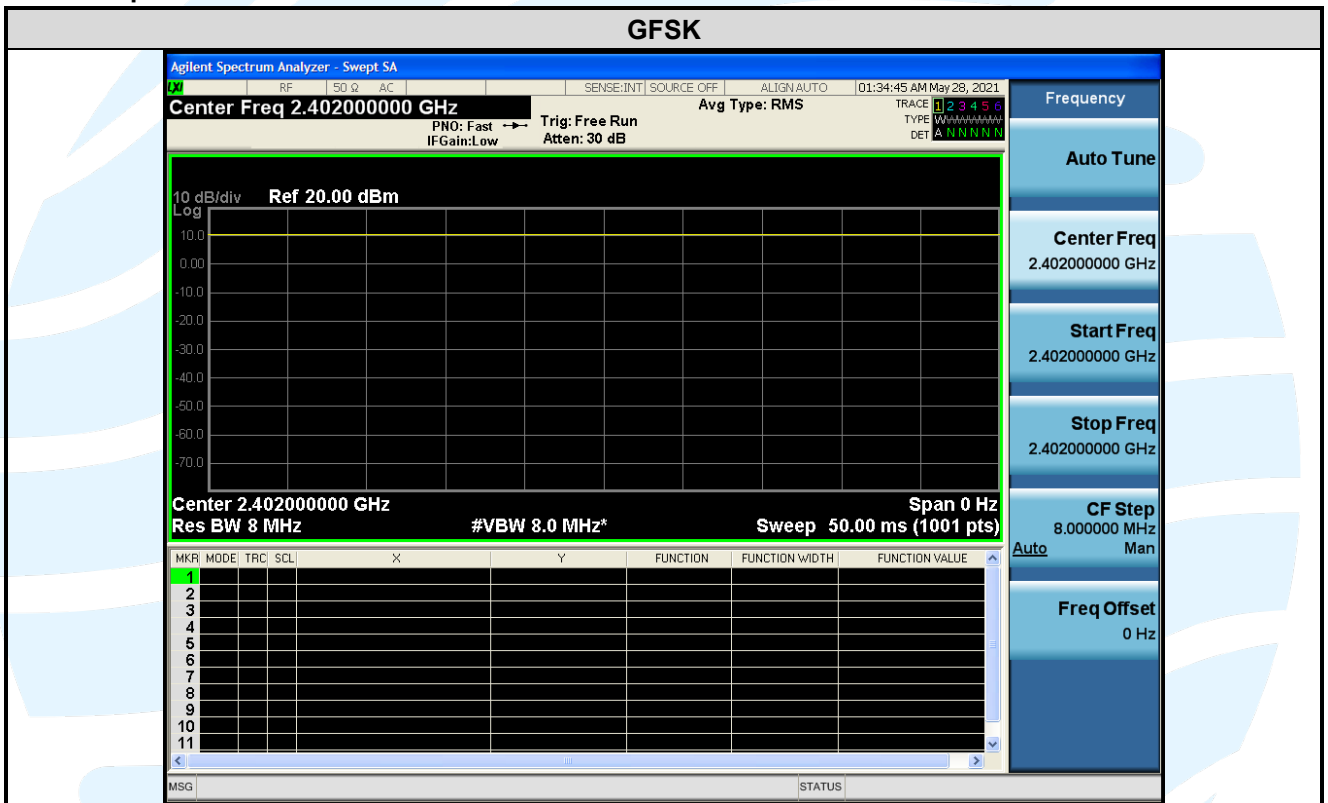 GFSK
Agilent Spectrum Analyzer - Swept SA
LXI RF 50 Ω AC SENSE:INT SOURCE OFF ALIGN AUTO 01:34:45 AM May 28, 2021
Center Freq 2.402000000 GHz
PNO: Fast
IFGain:Low
Trig: Free Run
Atten: 30 dB
Avg Type: RMS
TRACE 1 2 3 4 5 6
TYPE
DET A N N N N N
10 dB/div Ref 20.00 dBm
Log
10.0
0.00
-10.0
-20.0
-30.0
-40.0
-50.0
-60.0
-70.0
Center 2.402000000 GHz Span 0 Hz
Res BW 8 MHz #VBW 8.0 MHz* Sweep 50.00 ms (1001 pts)
MKR MODE TRC SCL X Y FUNCTION FUNCTION WIDTH FUNCTION VALUE
1
2
3
4
5
6
7
8
9
10
11
MSG STATUS
Frequency
Auto Tune
Center Freq
2.402000000 GHz
Start Freq
2.402000000 GHz
Stop Freq
2.402000000 GHz
CF Step
8.000000 MHz
Auto Man
Freq Offset
0 Hz